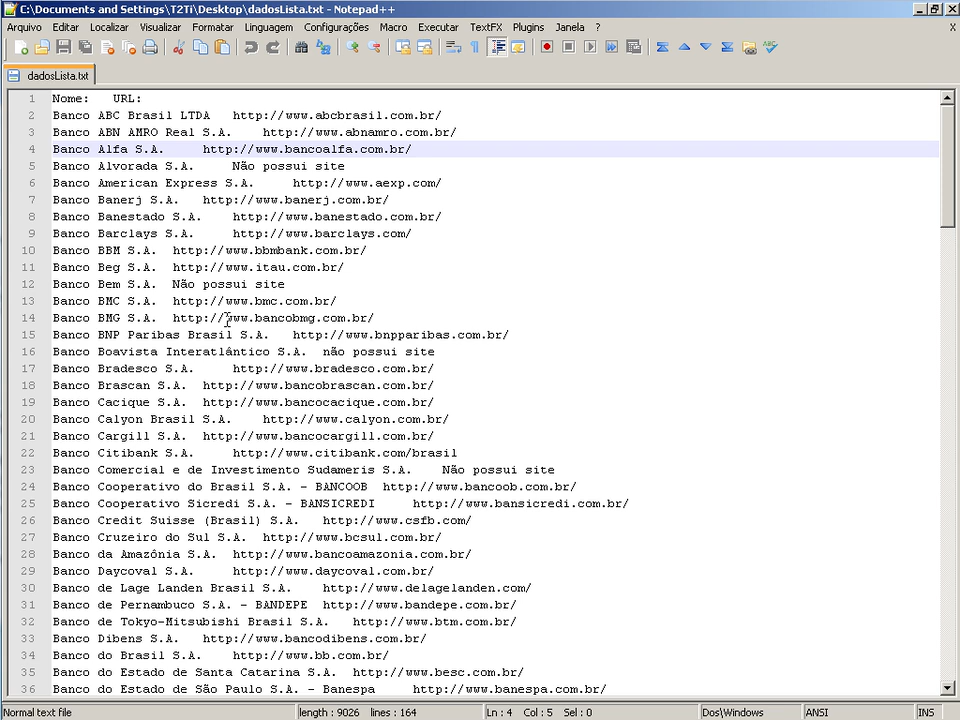 C:\Documents and Settings\T2Ti\Desktop\dadosLista.txt - Notepad++
Arquivo Editar Localizar Visualizar Formatar Linguagem Configurações Macro Executar TextFX Plugins Janela ? X
dadosLista.txt
1 Nome: URL:
2 Banco ABC Brasil LTDA http://www.abcbrasil.com.br/
3 Banco ABN AMRO Real S.A. http://www.abnamro.com.br/
4 Banco Alfa S.A. http://www.bancoalfa.com.br/
5 Banco Alvorada S.A. Não possui site
6 Banco American Express S.A. http://www.aexp.com/
7 Banco Banerj S.A. http://www.banerj.com.br/
8 Banco Banestado S.A. http://www.banestado.com.br/
9 Banco Barclays S.A. http://www.barclays.com/
10 Banco BBM S.A. http://www.bbmbank.com.br/
11 Banco Beg S.A. http://www.itau.com.br/
12 Banco Bem S.A. Não possui site
13 Banco BMC S.A. http://www.bmc.com.br/
14 Banco BMG S.A. http://www.bancobmg.com.br/
15 Banco BNP Paribas Brasil S.A. http://www.bnpparibas.com.br/
16 Banco Boavista Interatlântico S.A. não possui site
17 Banco Bradesco S.A. http://www.bradesco.com.br/
18 Banco Brascan S.A. http://www.bancobrascan.com.br/
19 Banco Cacique S.A. http://www.bancocacique.com.br/
20 Banco Calyon Brasil S.A. http://www.calyon.com.br/
21 Banco Cargill S.A. http://www.bancocargill.com.br/
22 Banco Citibank S.A. http://www.citibank.com/brasil
23 Banco Comercial e de Investimento Sudameris S.A. Não possui site
24 Banco Cooperativo do Brasil S.A. - BANCOOB http://www.bancoob.com.br/
25 Banco Cooperativo Sicredi S.A. - BANSICREDI http://www.bansicredi.com.br/
26 Banco Credit Suisse (Brasil) S.A. http://www.csfb.com/
27 Banco Cruzeiro do Sul S.A. http://www.bcsul.com.br/
28 Banco da Amazônia S.A. http://www.bancoamazonia.com.br/
29 Banco Daycoval S.A. http://www.daycoval.com.br/
30 Banco de Lage Landen Brasil S.A. http://www.delagelanden.com/
31 Banco de Pernambuco S.A. - BANDEPE http://www.bandepe.com.br/
32 Banco de Tokyo-Mitsubishi Brasil S.A. http://www.btm.com.br/
33 Banco Dibens S.A. http://www.bancodibens.com.br/
34 Banco do Brasil S.A. http://www.bb.com.br/
35 Banco do Estado de Santa Catarina S.A. http://www.besc.com.br/
36 Banco do Estado de São Paulo S.A. - Banespa http://www.banespa.com.br/
Normal text file length : 9026 lines : 164 Ln : 4 Col : 5 Sel : 0 Dos\Windows ANSI INS